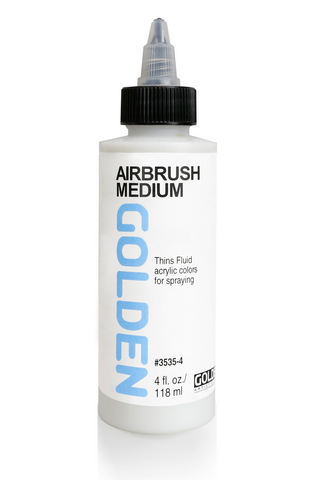 AIRBRUSH
MEDIUM
GOLDEN
Thins Fluid
acrylic colors
for spraying
#3535-4
4 fl. oz./
118 ml